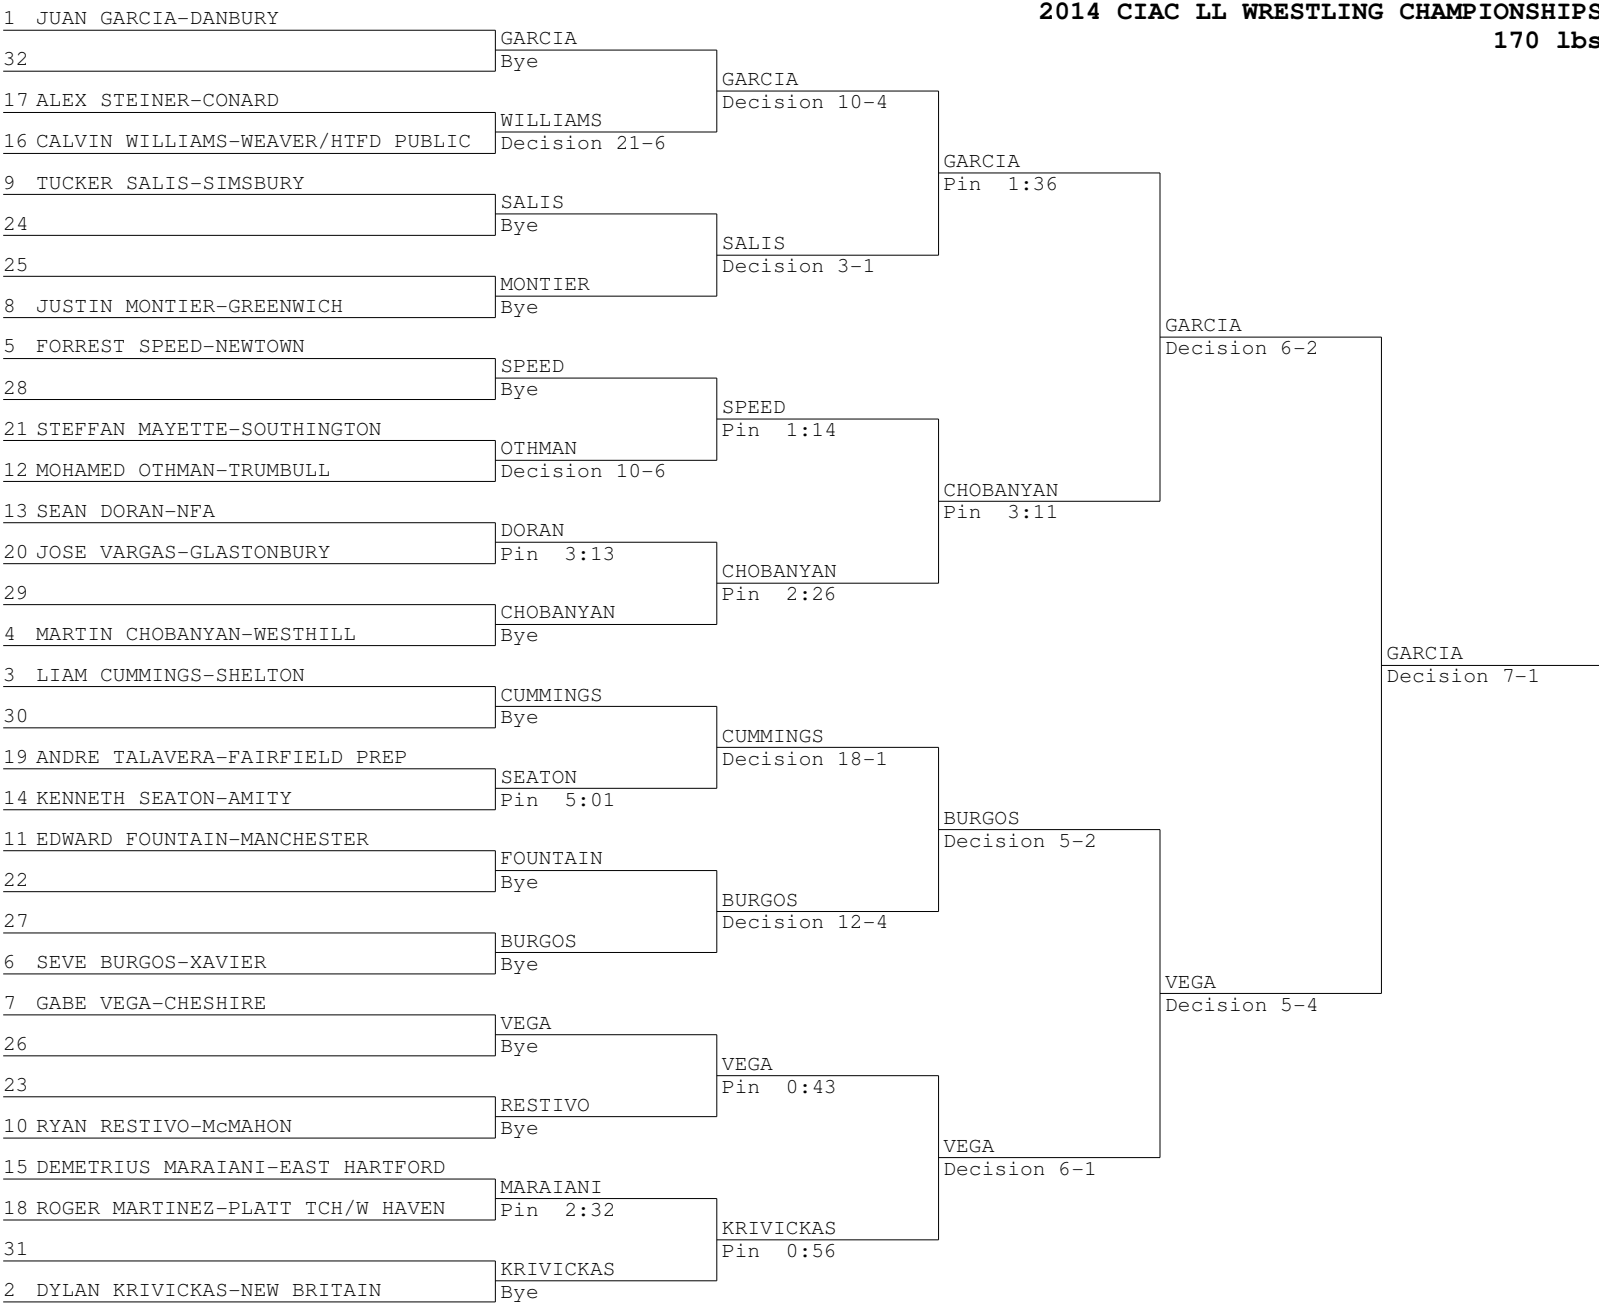 2014 CIAC LL WRESTLING CHAMPIONSHIPS
170 lbs
1 JUAN GARCIA-DANBURY
32
17 ALEX STEINER-CONARD
16 CALVIN WILLIAMS-WEAVER/HTFD PUBLIC
9 TUCKER SALIS-SIMSBURY
24
25
8 JUSTIN MONTIER-GREENWICH
5 FORREST SPEED-NEWTOWN
28
21 STEFFAN MAYETTE-SOUTHINGTON
12 MOHAMED OTHMAN-TRUMBULL
13 SEAN DORAN-NFA
20 JOSE VARGAS-GLASTONBURY
29
4 MARTIN CHOBANYAN-WESTHILL
3 LIAM CUMMINGS-SHELTON
30
19 ANDRE TALAVERA-FAIRFIELD PREP
14 KENNETH SEATON-AMITY
11 EDWARD FOUNTAIN-MANCHESTER
22
27
6 SEVE BURGOS-XAVIER
7 GABE VEGA-CHESHIRE
26
23
10 RYAN RESTIVO-McMAHON
15 DEMETRIUS MARAIANI-EAST HARTFORD
18 ROGER MARTINEZ-PLATT TCH/W HAVEN
31
2 DYLAN KRIVICKAS-NEW BRITAIN
GARCIA
Bye
WILLIAMS
Decision 21-6
SALIS
Bye
MONTIER
Bye
SPEED
Bye
OTHMAN
Decision 10-6
DORAN
Pin 3:13
CHOBANYAN
Bye
CUMMINGS
Bye
SEATON
Pin 5:01
FOUNTAIN
Bye
BURGOS
Bye
VEGA
Bye
RESTIVO
Bye
MARAIANI
Pin 2:32
KRIVICKAS
Bye
GARCIA
Decision 10-4
SALIS
Decision 3-1
SPEED
Pin 1:14
CHOBANYAN
Pin 2:26
CUMMINGS
Decision 18-1
BURGOS
Decision 12-4
VEGA
Pin 0:43
KRIVICKAS
Pin 0:56
GARCIA
Pin 1:36
CHOBANYAN
Pin 3:11
BURGOS
Decision 5-2
VEGA
Decision 6-1
GARCIA
Decision 6-2
VEGA
Decision 5-4
GARCIA
Decision 7-1